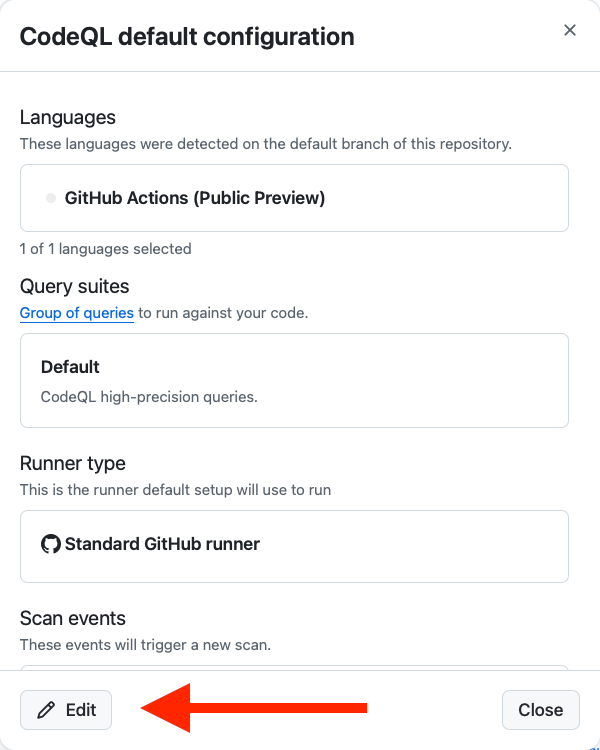 CodeQL default configuration
Languages
These languages were detected on the default branch of this repository.
GitHub Actions (Public Preview)
1 of 1 languages selected
Query suites
Group of queries to run against your code.
Default
CodeQL high-precision queries.
Runner type
This is the runner default setup will use to run
Standard GitHub runner
Scan events
These events will trigger a new scan.
Edit
Close